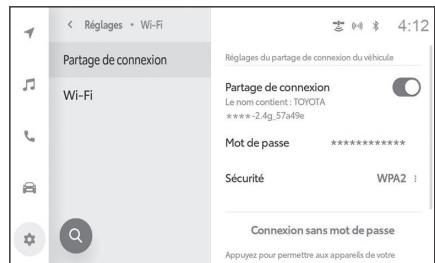 < Réglages • Wi-Fi
4:12
Partage de connexion
Wi-Fi
Réglages du partage de connexion du véhicule
Partage de connexion
Le nom contient : TOYOTA
****-2.4g_57a49e
Mot de passe ************
Sécurité WPA2
Connexion sans mot de passe
Appuyez pour permettre aux appareils de votre